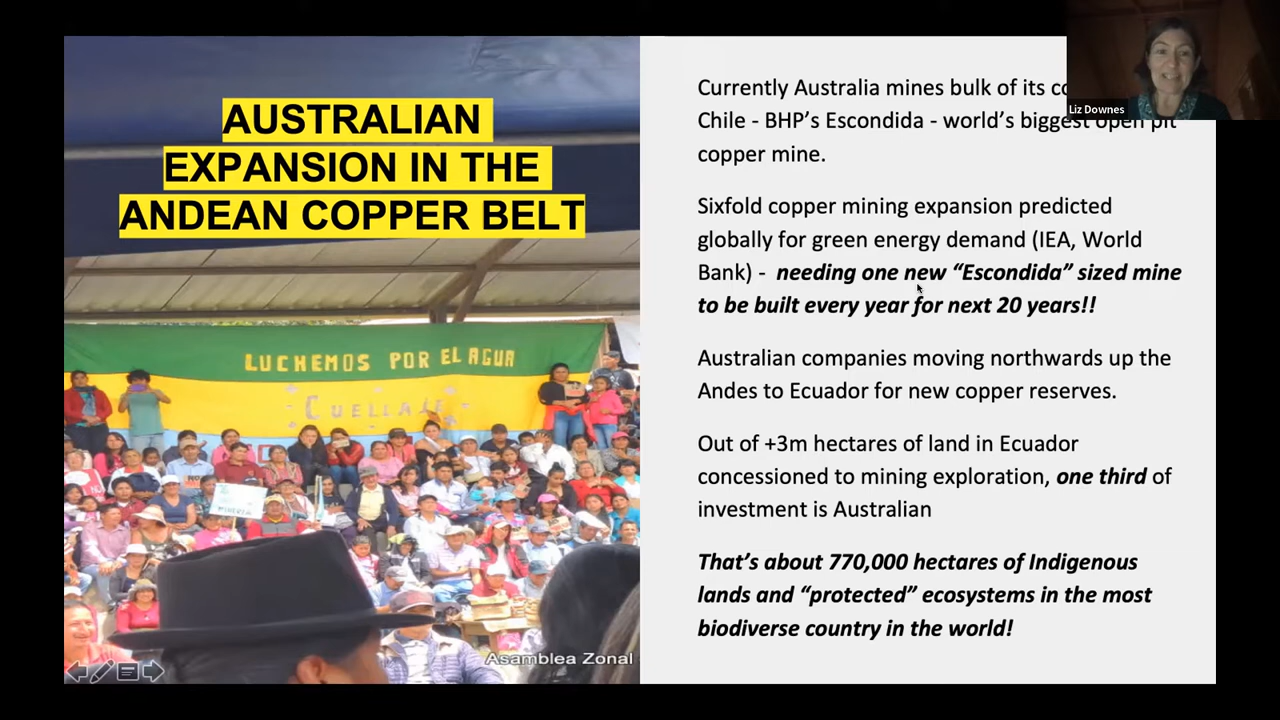 AUSTRALIAN
EXPANSION IN THE
ANDEAN COPPER BELT
LUCHEMOS POR EL AGUA
CUELLAJE
Asamblea Zonal
Currently Australia mines bulk of its
Chile - BHP’s Escondida - world’s biggest open pit
copper mine.
Sixfold copper mining expansion predicted
globally for green energy demand (IEA, World
Bank) - needing one new “Escondida” sized mine
to be built every year for next 20 years!!
Australian companies moving northwards up the
Andes to Ecuador for new copper reserves.
Out of +3m hectares of land in Ecuador
concessioned to mining exploration, one third of
investment is Australian
That’s about 770,000 hectares of Indigenous
lands and “protected” ecosystems in the most
biodiverse country in the world!
Liz Downes